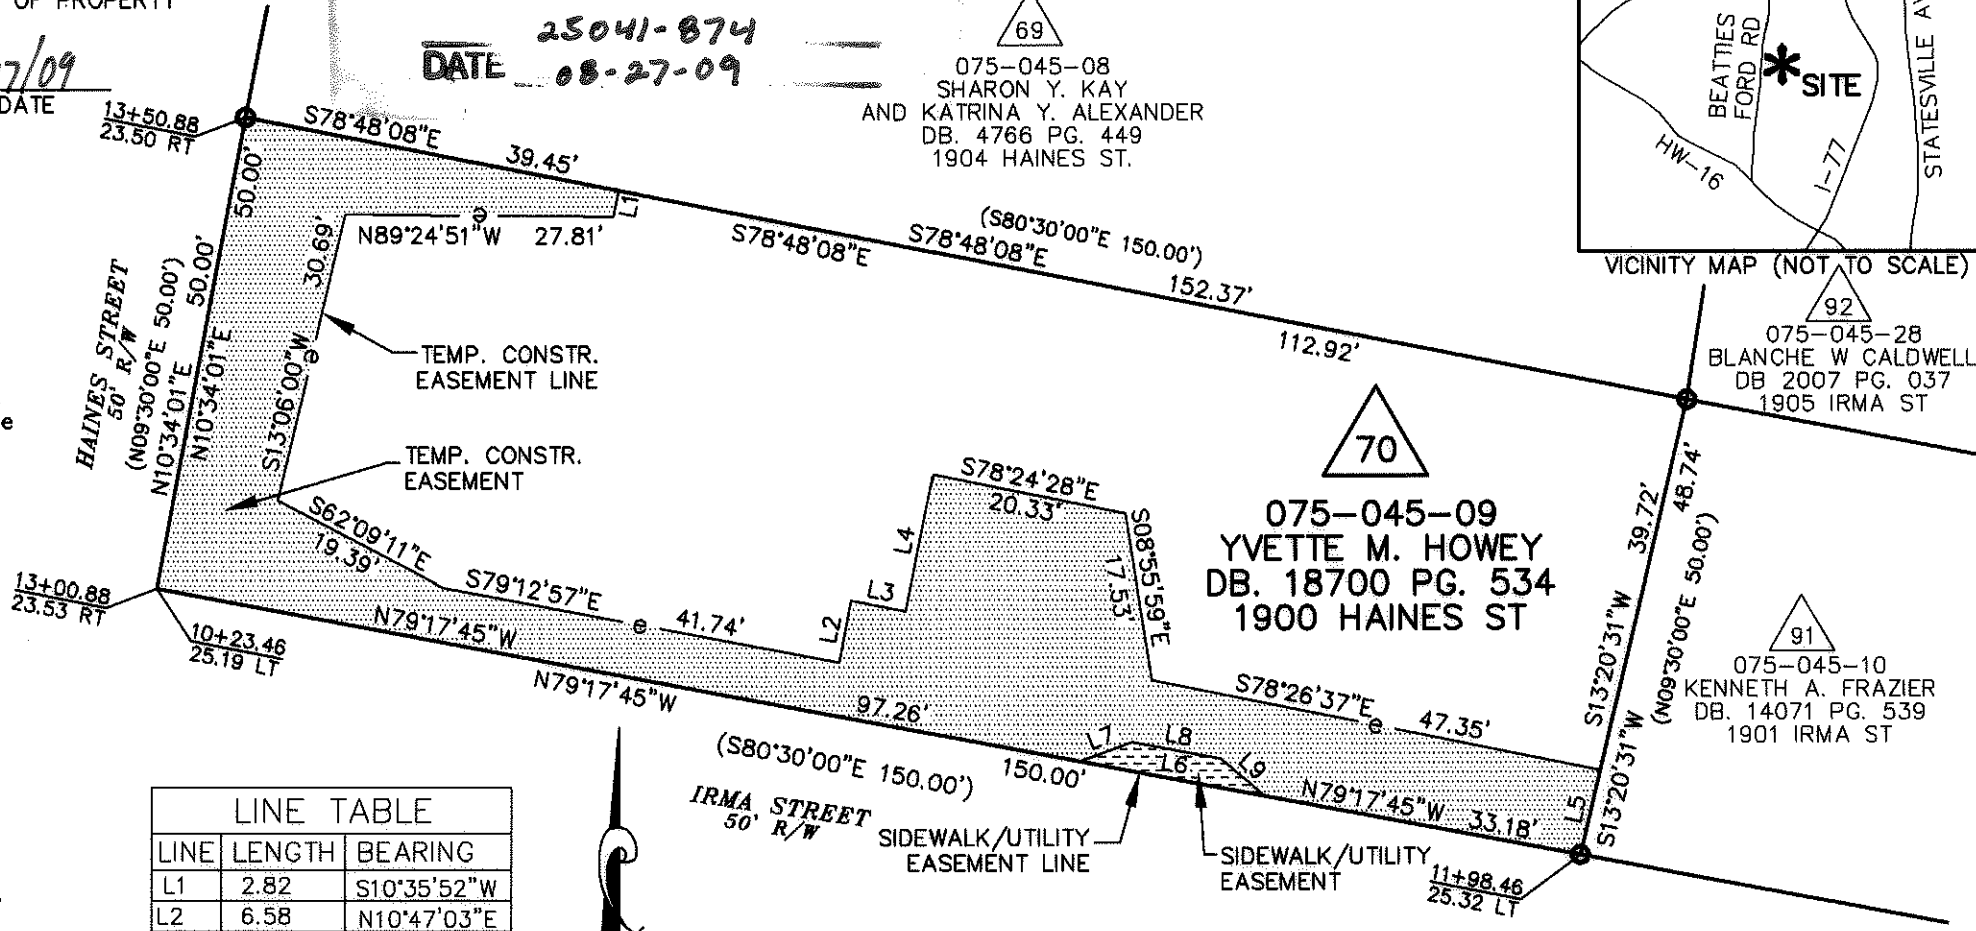 OF PROPERTY
7/09
DATE
25041-874
DATE 08-27-09
69
075-045-08
SHARON Y. KAY
AND KATRINA Y. ALEXANDER
DB. 4766 PG. 449
1904 HAINES ST.
BEATTIES
FORD RD
SITE
HW-16
I-77
STATESVILLE
VICINITY MAP (NOT TO SCALE)
92
075-045-28
BLANCHE W CALDWELL
DB 2007 PG. 037
1905 IRMA ST
13+50.88
23.50 RT
S78°48'08"E
39.45'
50.00'
L1
N89°24'51"W 27.81'
30.69'
S78°48'08"E
S78°48'08"E
(S80°30'00"E 150.00')
152.37'
112.92'
HAINES STREET
50' R/W
(N09°30'00"E 50.00')
N10°34'01"E 50.00'
N10°34'01"E
S13°06'00"W
e
e
e
TEMP. CONSTR.
EASEMENT LINE
TEMP. CONSTR.
EASEMENT
S62°09'11"E
19.39'
S79°12'57"E
e
41.74'
L2
L3
L4
S78°24'28"E
20.33'
S08°55'59"E
17.53'
70
075-045-09
YVETTE M. HOWEY
DB. 18700 PG. 534
1900 HAINES ST
39.72'
48.74'
S13°20'31"W
(N09°30'00"E 50.00')
S13°20'31"W
91
075-045-10
KENNETH A. FRAZIER
DB. 14071 PG. 539
1901 IRMA ST
13+00.88
23.53 RT
10+23.46
25.19 LT
N79°17'45"W
N79°17'45"W
97.26'
(S80°30'00"E 150.00')
150.00'
S78°26'37"E
e
47.35'
L7
L8
L6
L9
L5
N79°17'45"W 33.18'
IRMA STREET
50' R/W
SIDEWALK/UTILITY
EASEMENT LINE
SIDEWALK/UTILITY
EASEMENT
11+98.46
25.32 LT
LINE TABLE
LINE LENGTH BEARING
L1 2.82 S10°35'52"W
L2 6.58 N10°47'03"E